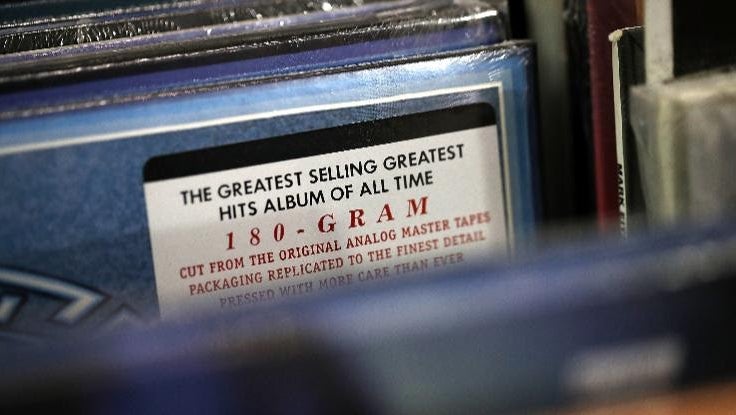 THE GREATEST SELLING GREATEST
HITS ALBUM OF ALL TIME
180-GRAM
CUT FROM THE ORIGINAL ANALOG MASTER TAPES
PACKAGING REPLICATED TO THE FINEST DETAIL
PRESSED WITH MORE CARE THAN EVER
MARK